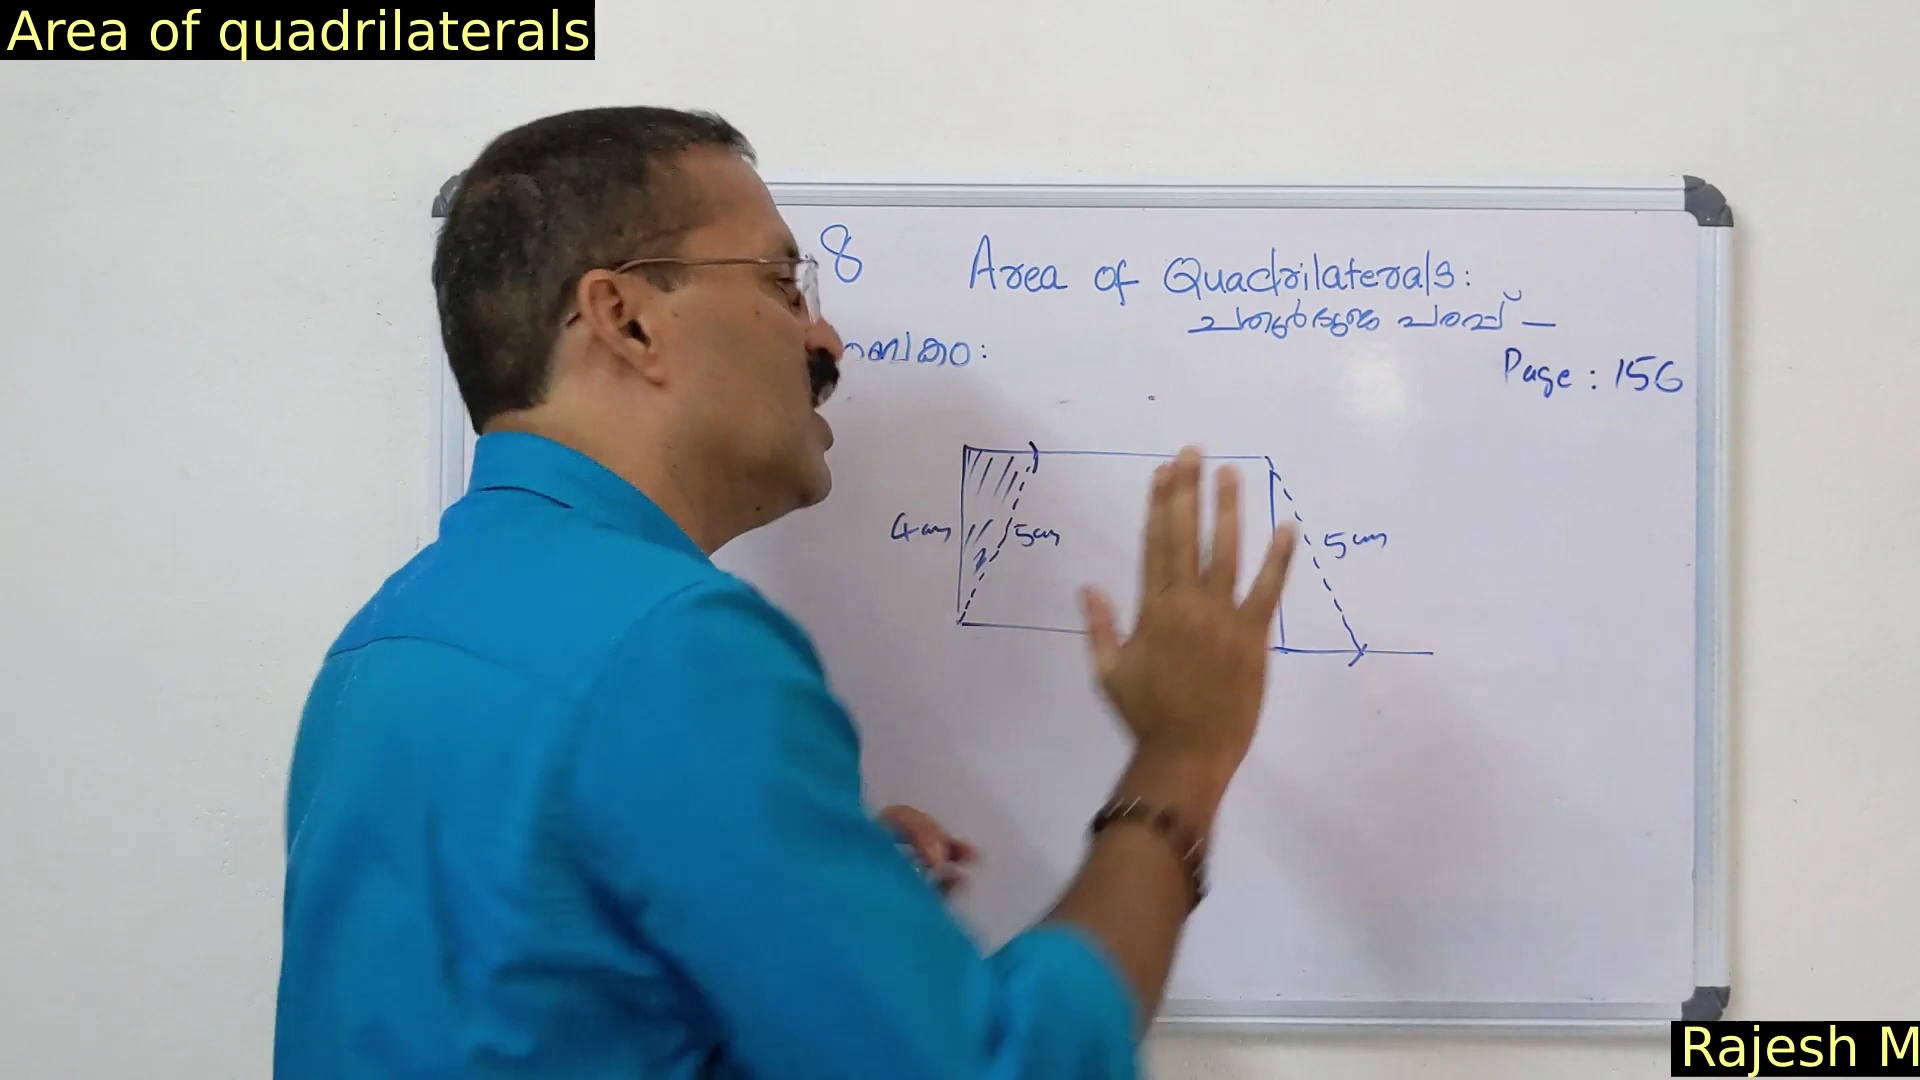 Area of quadrilaterals
8 Area of Quadrilaterals:
ചതുർഭുജ പരപ്പ് —
Page : 156
4cm
5cm
5cm
Rajesh M